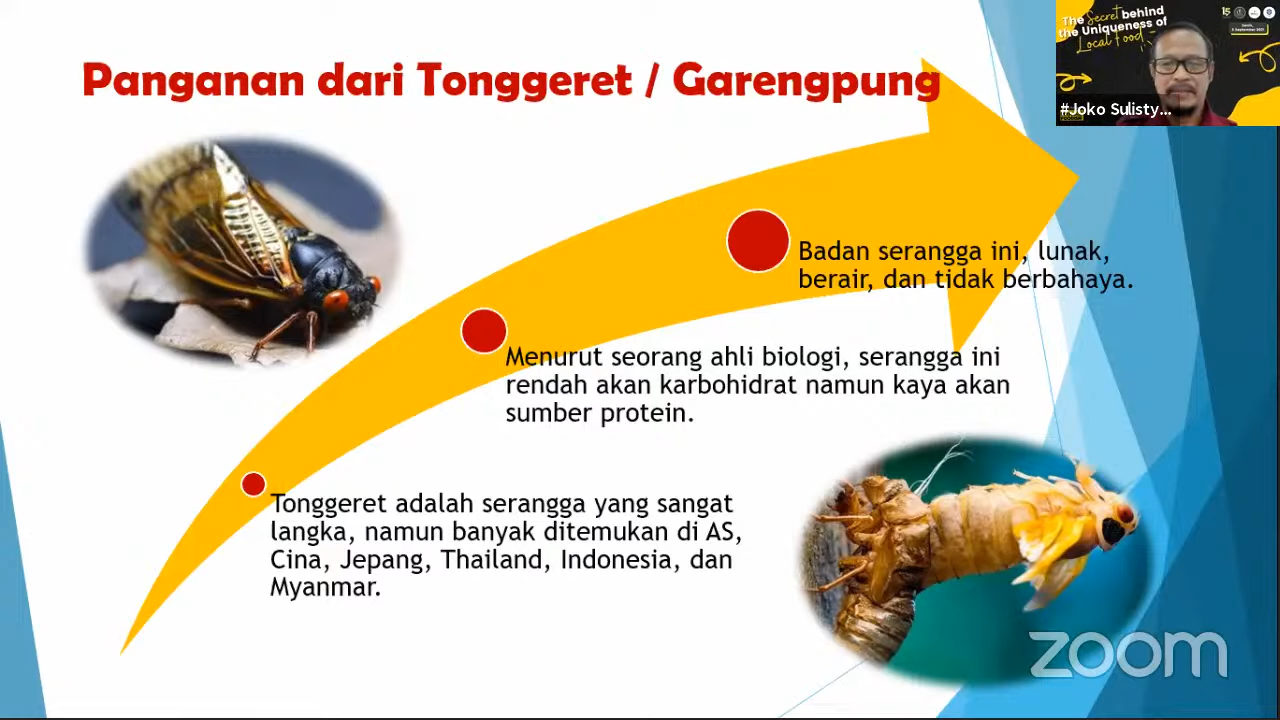 Panganan dari Tonggeret / Garengpung
The Secret behind
the Uniqueness of
Local Food
15
#Joko Sulisty...
Badan serangga ini, lunak,
berair, dan tidak berbahaya.
Menurut seorang ahli biologi, serangga ini
rendah akan karbohidrat namun kaya akan
sumber protein.
Tonggeret adalah serangga yang sangat
langka, namun banyak ditemukan di AS,
Cina, Jepang, Thailand, Indonesia, dan
Myanmar.
zoom